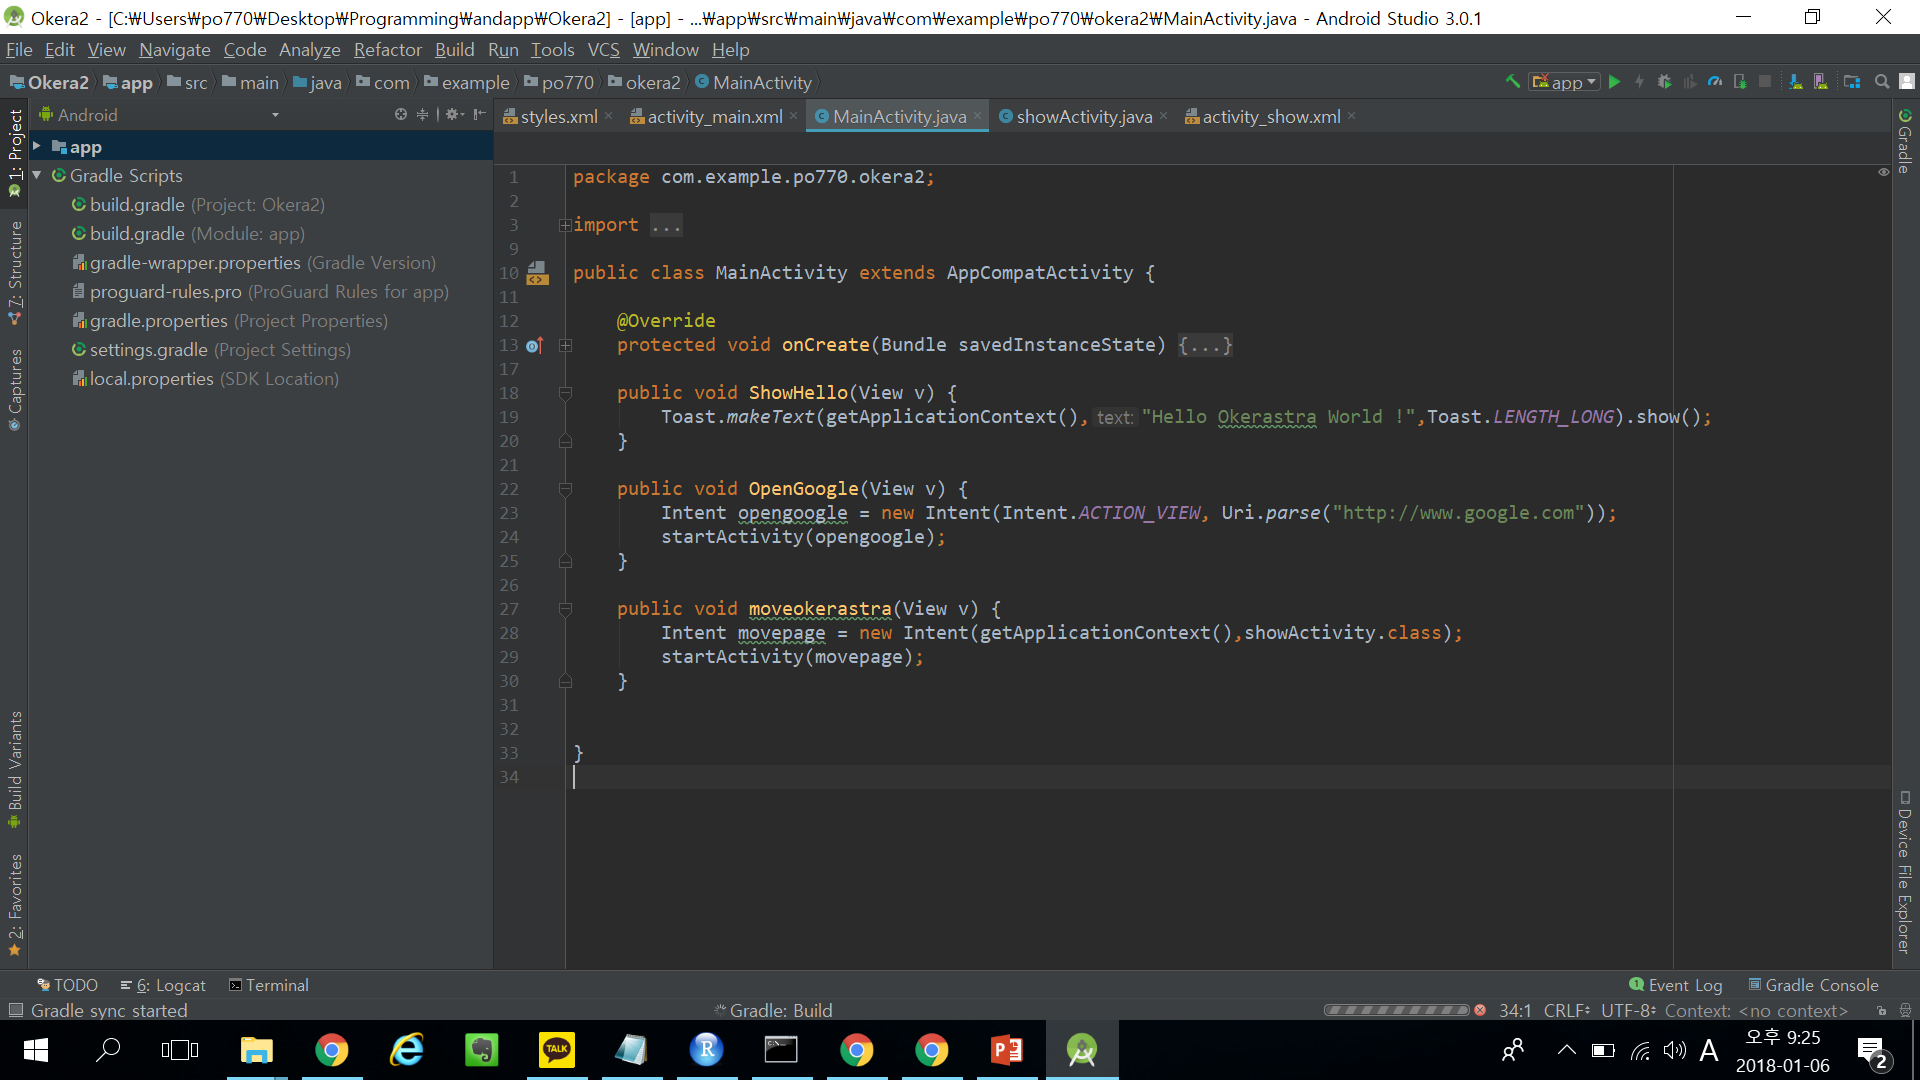 Okera2 - [C:₩Users₩po770₩Desktop₩Programming₩andapp₩Okera2] - [app] - ...₩app₩src₩main₩java₩com₩example₩po770₩okera2₩MainActivity.java - Android Studio 3.0.1
File Edit View Navigate Code Analyze Refactor Build Run Tools VCS Window Help
Okera2 app src main java com example po770 okera2 MainActivity app
Android
styles.xml activity_main.xml MainActivity.java showActivity.java activity_show.xml
1: Project
7: Structure
Captures
Build Variants
2: Favorites
app
Gradle Scripts
build.gradle (Project: Okera2)
build.gradle (Module: app)
gradle-wrapper.properties (Gradle Version)
proguard-rules.pro (ProGuard Rules for app)
gradle.properties (Project Properties)
settings.gradle (Project Settings)
local.properties (SDK Location)
1 package com.example.po770.okera2;
2
3 import ...
9
10 public class MainActivity extends AppCompatActivity {
11
12 @Override
13 protected void onCreate(Bundle savedInstanceState) {...}
17
18 public void ShowHello(View v) {
19 Toast.makeText(getApplicationContext(), text: "Hello Okerastra World !",Toast.LENGTH_LONG).show();
20 }
21
22 public void OpenGoogle(View v) {
23 Intent opengoogle = new Intent(Intent.ACTION_VIEW, Uri.parse("http://www.google.com"));
24 startActivity(opengoogle);
25 }
26
27 public void moveokerastra(View v) {
28 Intent movepage = new Intent(getApplicationContext(),showActivity.class);
29 startActivity(movepage);
30 }
31
32
33 }
34
Gradle
Device File Explorer
TODO 6: Logcat Terminal 1 Event Log Gradle Console
Gradle sync started Gradle: Build 34:1 CRLF UTF-8 Context: <no context>
TALK
C:\_
R
A
오후 9:25
2018-01-06
2